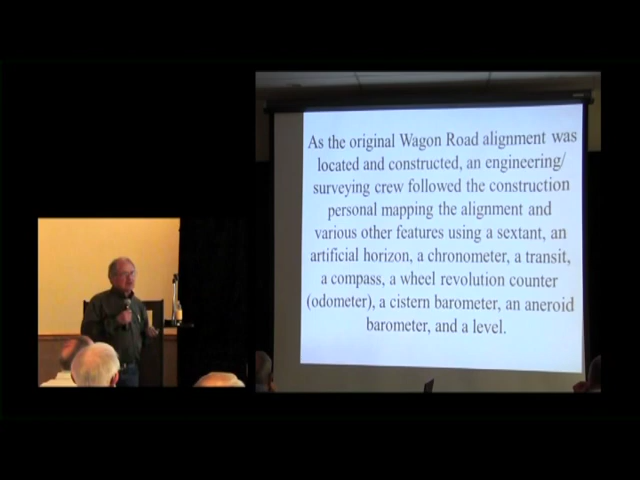 As the original Wagon Road alignment was
located and constructed, an engineering/
surveying crew followed the construction
personal mapping the alignment and
various other features using a sextant, an
artificial horizon, a chronometer, a transit,
a compass, a wheel revolution counter
(odometer), a cistern barometer, an aneroid
barometer, and a level.